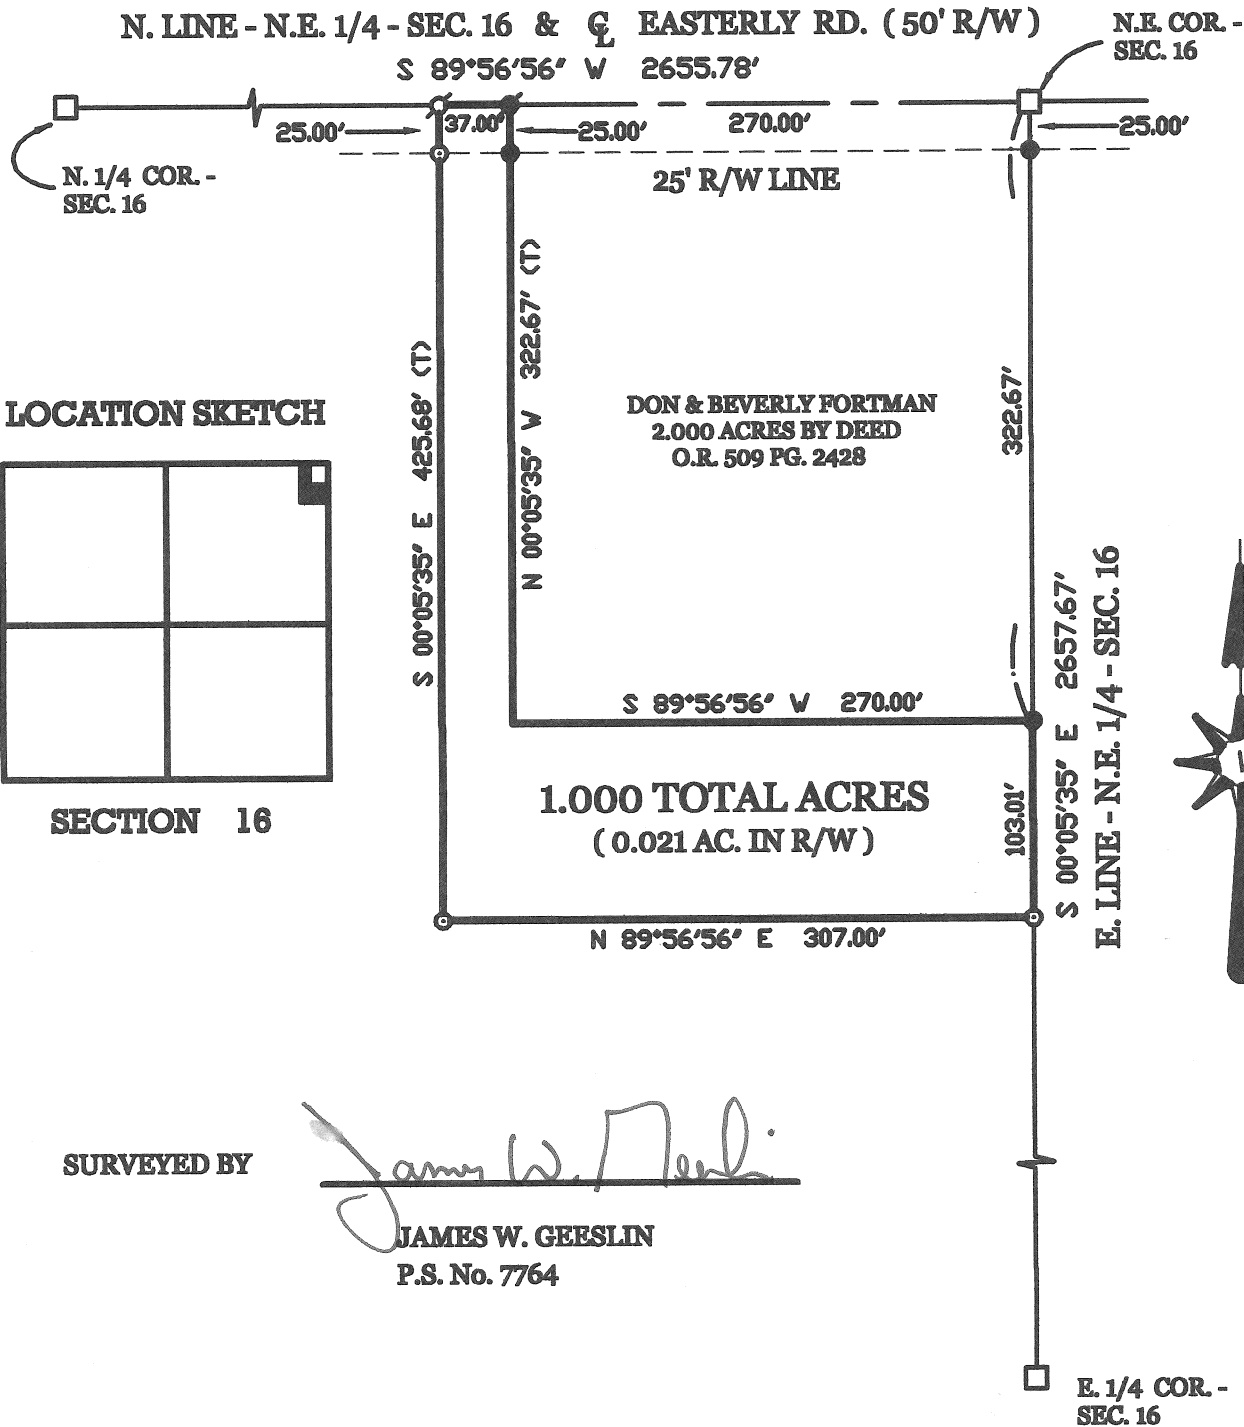 N. LINE - N.E. 1/4 - SEC. 16 & ℄ EASTERLY RD. ( 50' R/W )
S 89°56'56" W 2655.78'
N.E. COR. -
SEC. 16
25.00'
37.00'
25.00'
270.00'
25.00'
N. 1/4 COR. -
SEC. 16
25' R/W LINE
S 00°05'35" E 425.68' (T)
N 00°05'35" W 322.67' (T)
DON & BEVERLY FORTMAN
2.000 ACRES BY DEED
O.R. 509 PG. 2428
322.67'
LOCATION SKETCH
SECTION 16
S 89°56'56" W 270.00'
1.000 TOTAL ACRES
( 0.021 AC. IN R/W )
103.01'
S 00°05'35" E 2657.67'
E. LINE - N.E. 1/4 - SEC. 16
N 89°56'56" E 307.00'
SURVEYED BY
James W. Geeslin
JAMES W. GEESLIN
P.S. No. 7764
E. 1/4 COR. -
SEC. 16